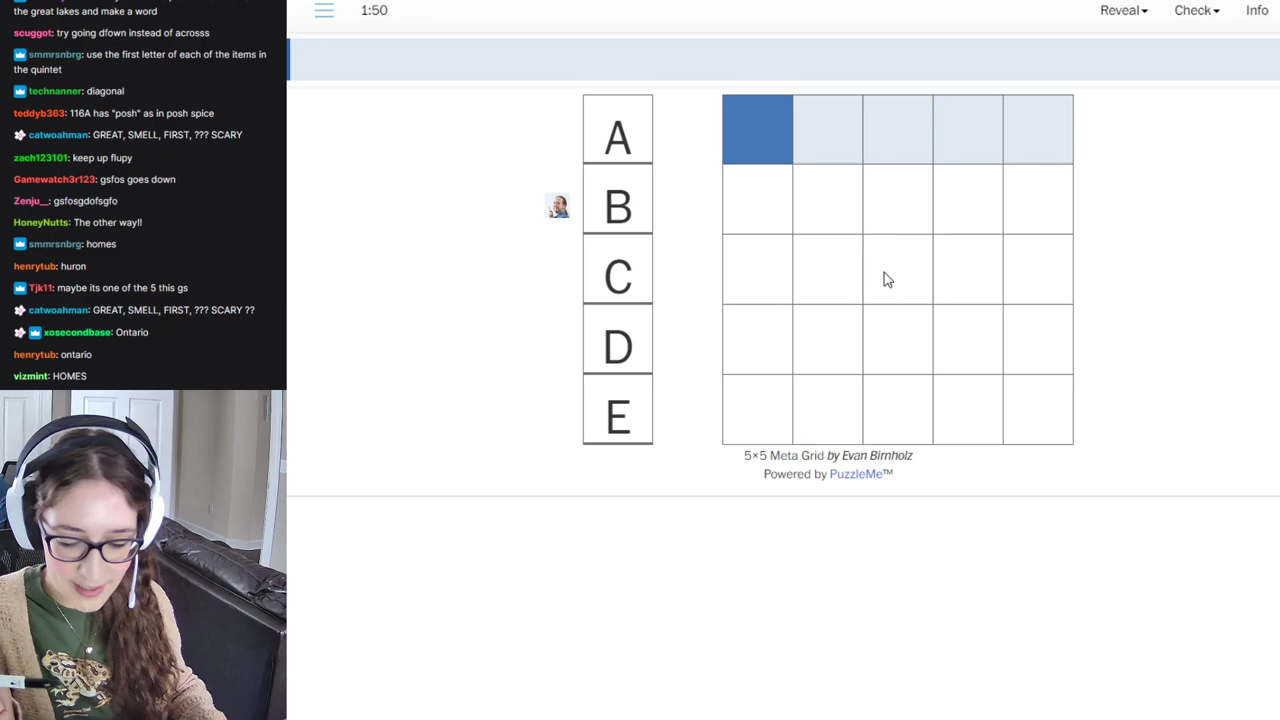 the great lakes and make a word
scuggot: try going dfown instead of acrosss
smmrsnbrg: use the first letter of each of the items in
the quintet
technanner: diagonal
teddyb363: 116A has "posh" as in posh spice
catwoahman: GREAT, SMELL, FIRST, ??? SCARY
zach123101: keep up flupy
Gamewatch3r123: gsfos goes down
Zenju__: gsfosgdofsgfo
HoneyNutts: The other way!!
smmrsnbrg: homes
henrytub: huron
Tjk11: maybe its one of the 5 this gs
catwoahman: GREAT, SMELL, FIRST, ??? SCARY ??
xosecondbase: Ontario
henrytub: ontario
vizmint: HOMES
1:50
Reveal
Check
Info
A
B
C
D
E
5×5 Meta Grid by Evan Birnholz
Powered by PuzzleMe™